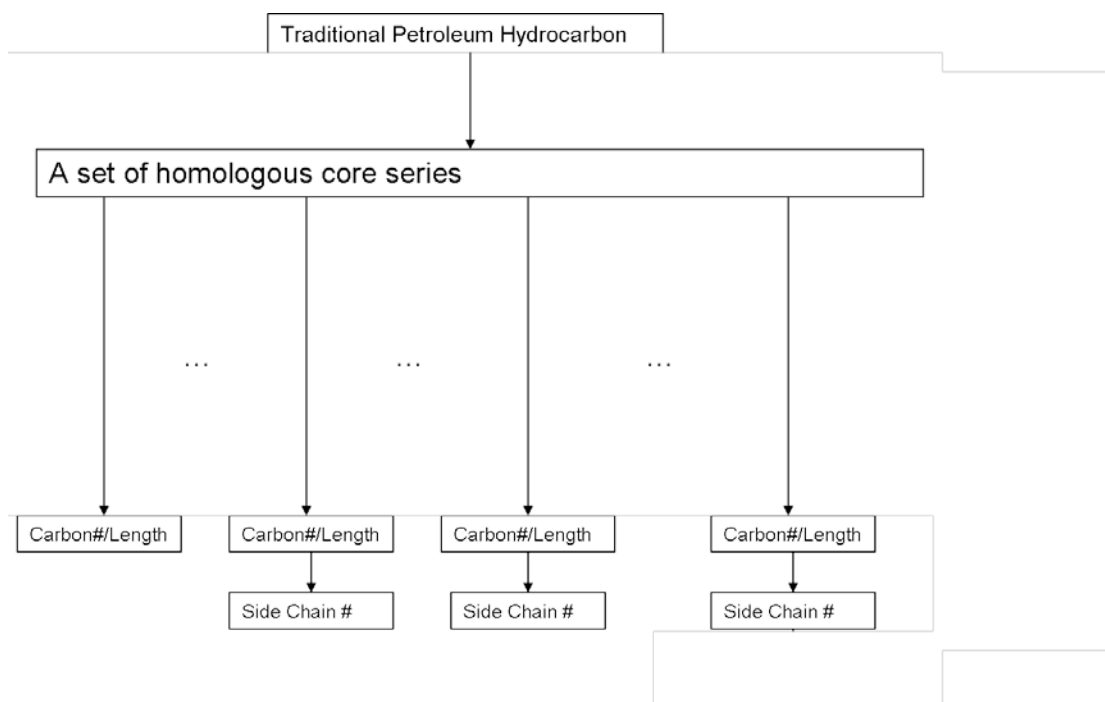 Traditional Petroleum Hydrocarbon
A set of homologous core series
... ... ...
Carbon#/Length Carbon#/Length Carbon#/Length Carbon#/Length
Side Chain # Side Chain # Side Chain #